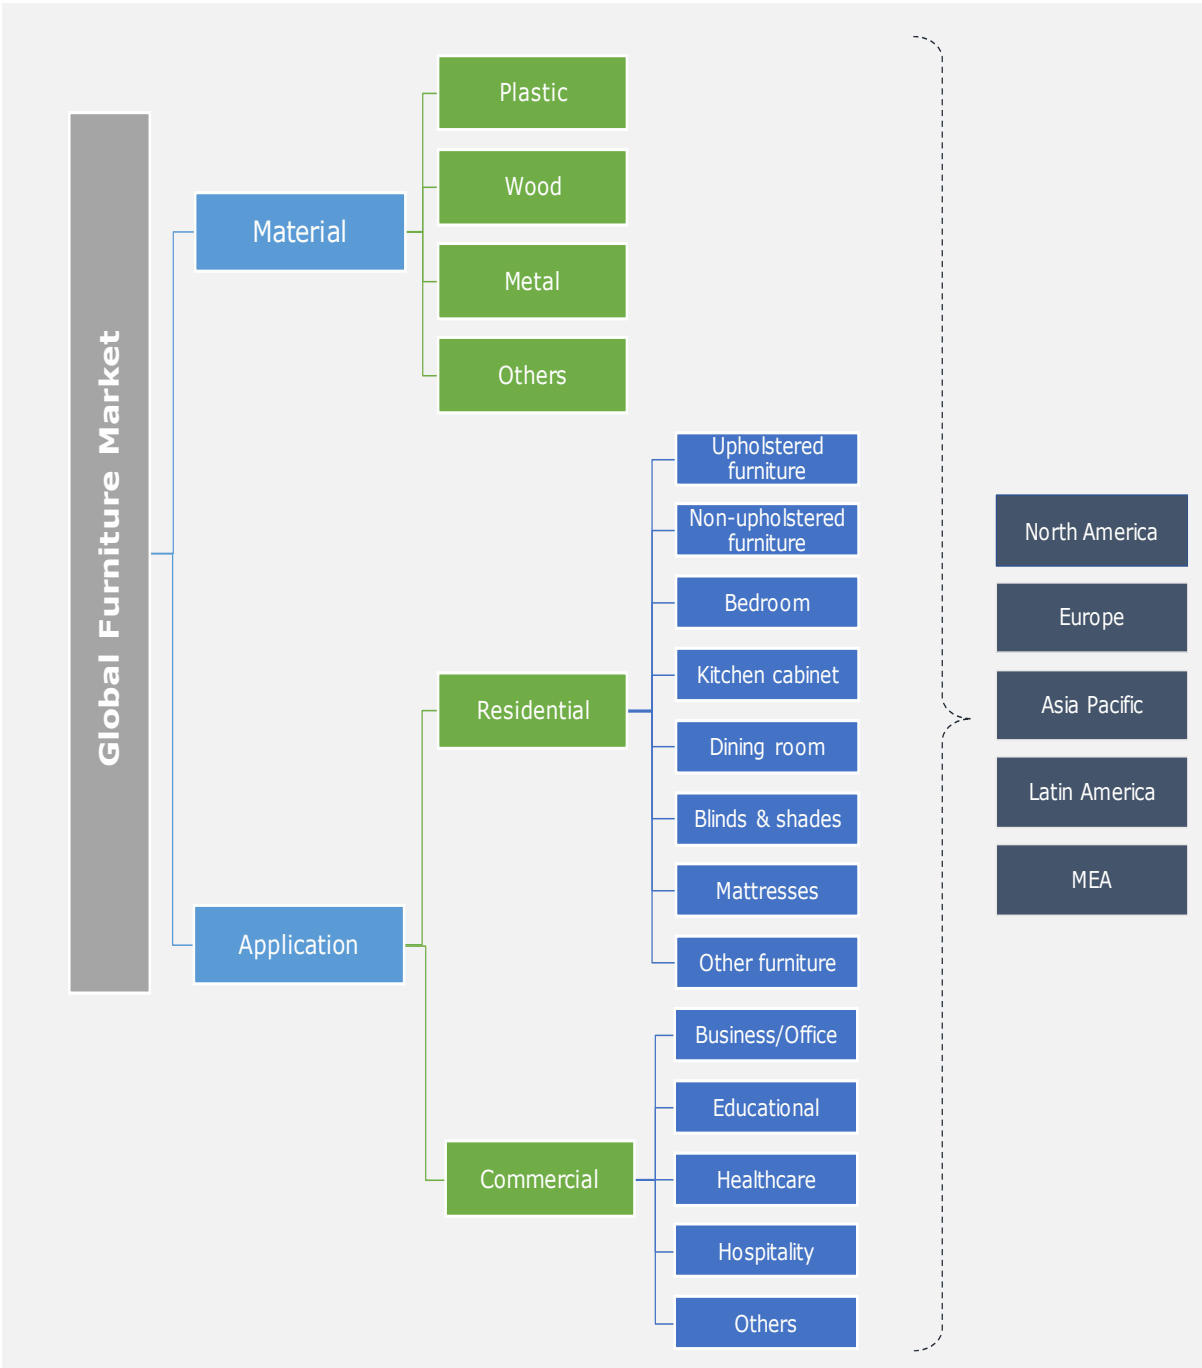 Global Furniture Market
Material
Plastic
Wood
Metal
Others
Application
Residential
Upholstered
furniture
Non-upholstered
furniture
Bedroom
Kitchen cabinet
Dining room
Blinds & shades
Mattresses
Other furniture
Commercial
Business/Office
Educational
Healthcare
Hospitality
Others
North America
Europe
Asia Pacific
Latin America
MEA